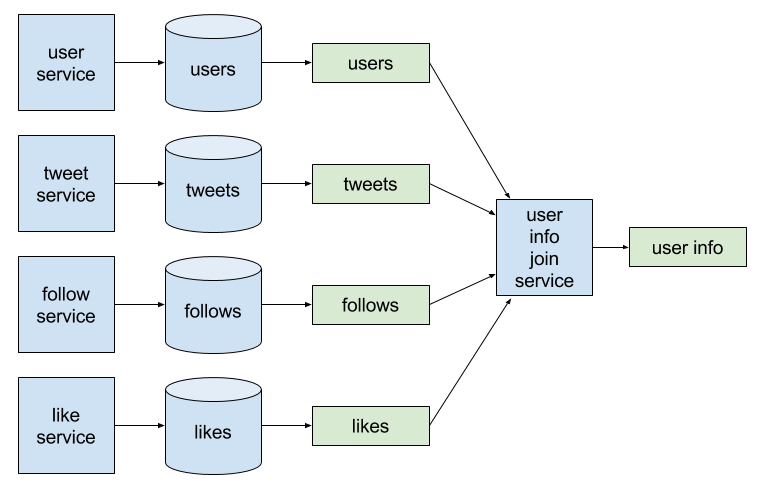 user
service
users
users
tweet
service
tweets
tweets
user
info
join
service
user info
follow
service
follows
follows
like
service
likes
likes